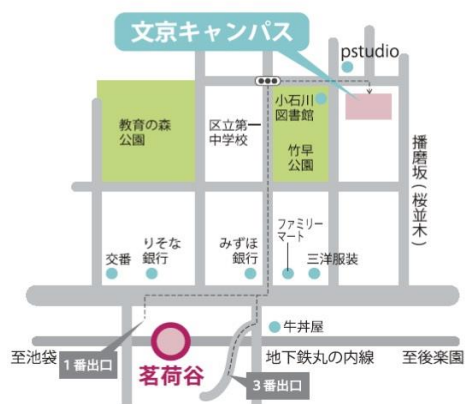 文京キャンパス
pstudio
小石川
図書館
教育の森
公園
区立第一
中学校
竹早
公園
播磨坂(桜並木)
交番
りそな
銀行
みずほ
銀行
ファミリー
マート
三洋服装
牛丼屋
至池袋
1番出口
茗荷谷
地下鉄丸の内線
至後楽園
3番出口